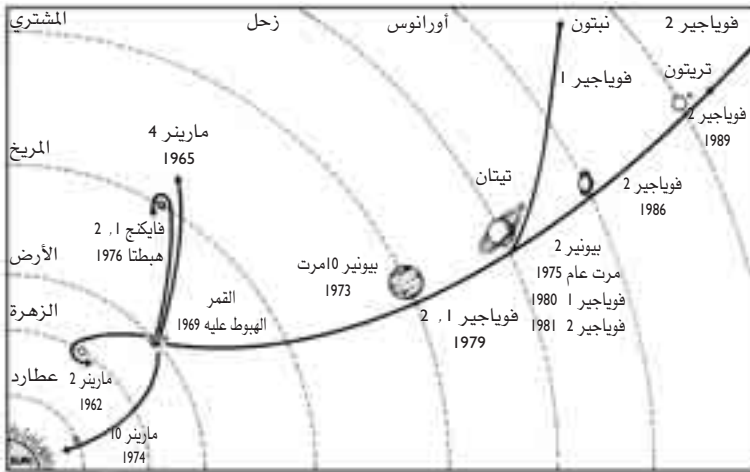 المشتري
زحل
أورانوس
نبتون
فوياجير 2
تريتون
فوياجير 1
فوياجير 2
1989
مارينر 4
1965
المريخ
تيتان
فوياجير 2
1986
فايكنج 1, 2
هبطتا 1976
بيونير 2
مرت عام 1975
فوياجير 1 1980
فوياجير 2 1981
بيونير 10مرت
1973
الأرض
القمر
الهبوط عليه 1969
الزهرة
فوياجير 1, 2
1979
عطارد
مارينر 2
1962
مارينر 10
1974